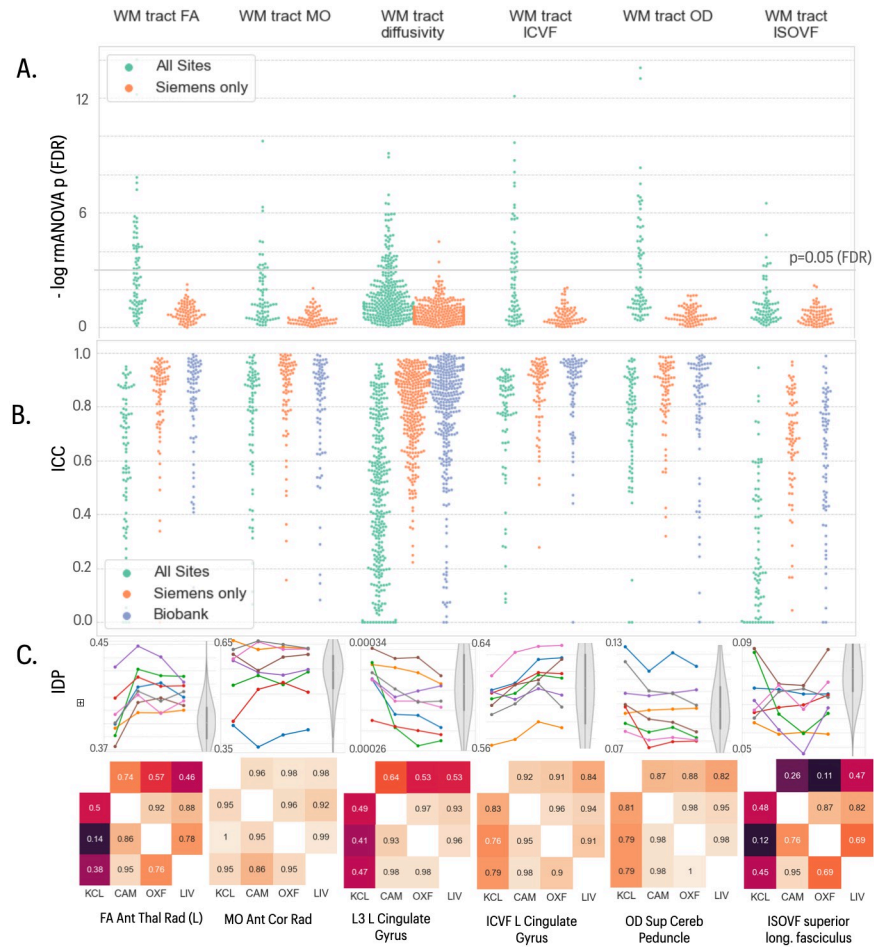 WM tract FA
WM tract MO
WM tract
diffusivity
WM tract
ICVF
WM tract OD
WM tract
ISOVF
A.
All Sites
Siemens only
- log rmANOVA p (FDR)
12
6
0
p=0.05 (FDR)
B.
ICC
1.0
0.8
0.6
0.4
0.2
0.0
All Sites
Siemens only
Biobank
C.
IDP
0.45
0.37
0.65
0.35
0.00034
0.00026
0.64
0.56
0.13
0.07
0.09
0.05
0.74 0.57 0.46
0.5 0.92 0.88
0.14 0.86 0.78
0.38 0.95 0.76
KCL CAM OXF LIV
FA Ant Thal Rad (L)
0.96 0.98 0.98
0.95 0.96 0.92
1 0.95 0.99
0.95 0.86 0.95
KCL CAM OXF LIV
MO Ant Cor Rad
0.64 0.53 0.53
0.49 0.97 0.93
0.41 0.93 0.96
0.47 0.98 0.98
KCL CAM OXF LIV
L3 L Cingulate
Gyrus
0.92 0.91 0.84
0.83 0.96 0.94
0.76 0.95 0.91
0.79 0.98 0.9
KCL CAM OXF LIV
ICVF L Cingulate
Gyrus
0.87 0.88 0.82
0.81 0.98 0.95
0.79 0.98 0.98
0.79 0.98 1
KCL CAM OXF LIV
OD Sup Cereb
Peduncle
0.26 0.11 0.47
0.48 0.87 0.82
0.12 0.76 0.69
0.45 0.95 0.69
KCL CAM OXF LIV
ISOVF superior
long. fasciculus